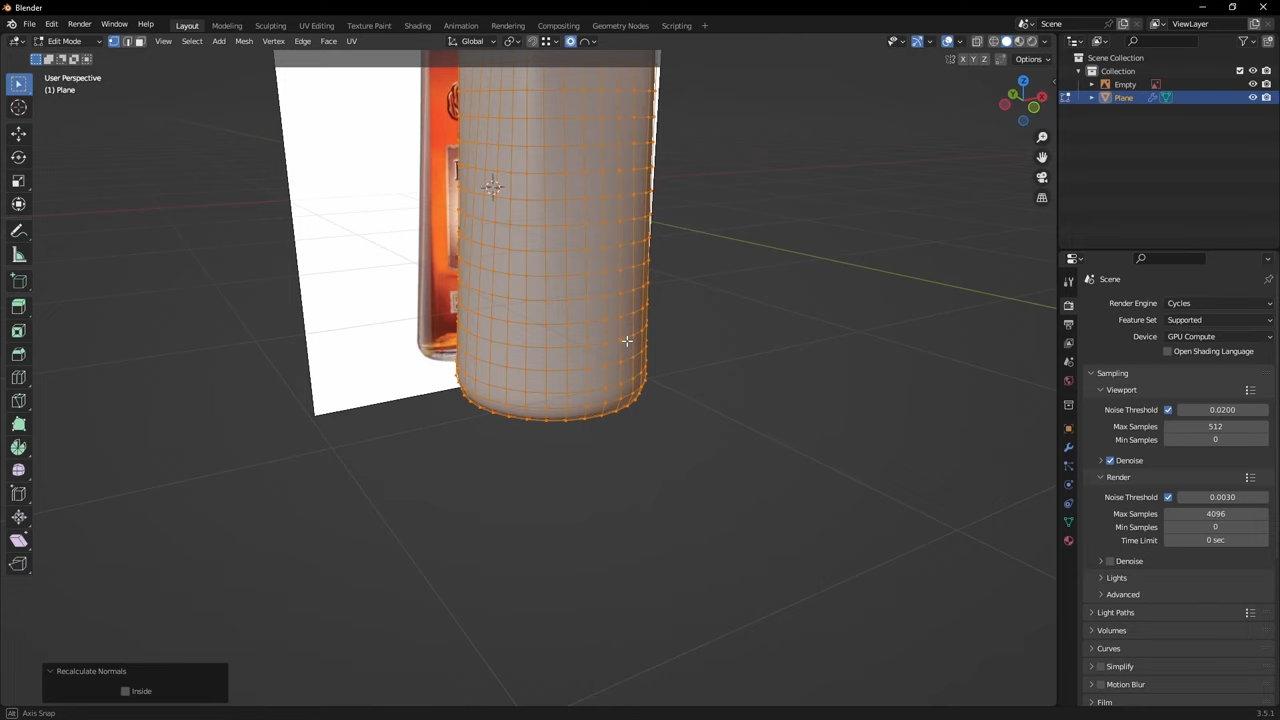 Blender
File Edit Render Window Help
Layout Modeling Sculpting UV Editing Texture Paint Shading Animation Rendering Compositing Geometry Nodes Scripting +
Scene
ViewLayer
Edit Mode View Select Add Mesh Vertex Edge Face UV
Global
X Y Z Options
User Perspective
(1) Plane
Z
Y
X
Scene Collection
Collection
Empty
Plane
Scene
Render Engine Cycles
Feature Set Supported
Device GPU Compute
Open Shading Language
Sampling
Viewport
Noise Threshold 0.0200
Max Samples 512
Min Samples 0
Denoise
Render
Noise Threshold 0.0030
Max Samples 4096
Min Samples 0
Time Limit 0 sec
Denoise
Lights
Advanced
Light Paths
Volumes
Curves
Simplify
Motion Blur
Film
Recalculate Normals
Inside
Alt Axis Snap
3.5.1